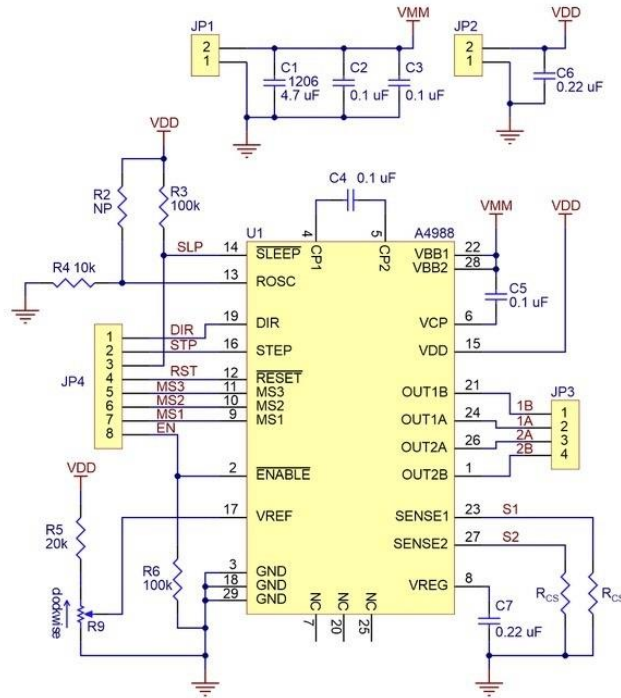 VMM
VDD
JP1
2
1
C1
1206
4.7 uF
C2
0.1 uF
C3
0.1 uF
JP2
2
1
C6
0.22 uF
VDD
R2
NP
R3
100k
C4 0.1 uF
VMM
VDD
U1
A4988
4
CP1
5
CP2
SLP
14
SLEEP
R4 10k
13
ROSC
VBB1
22
VBB2
28
C5
0.1 uF
VCP
6
VDD
15
JP4
1
2
3
4
5
6
7
8
DIR
STP
RST
MS3
MS2
MS1
EN
19
DIR
16
STEP
12
RESET
11
MS3
10
MS2
9
MS1
OUT1B
21
OUT1A
24
OUT2A
26
OUT2B
1
1B
1A
2A
2B
JP3
1
2
3
4
2
ENABLE
VDD
R5
20k
17
VREF
SENSE1
23
S1
SENSE2
27
S2
R6
100k
3
GND
18
GND
29
GND
VREG
8
C7
0.22 uF
RCS
RCS
clockwise
R9
NC
7
NC
20
NC
25